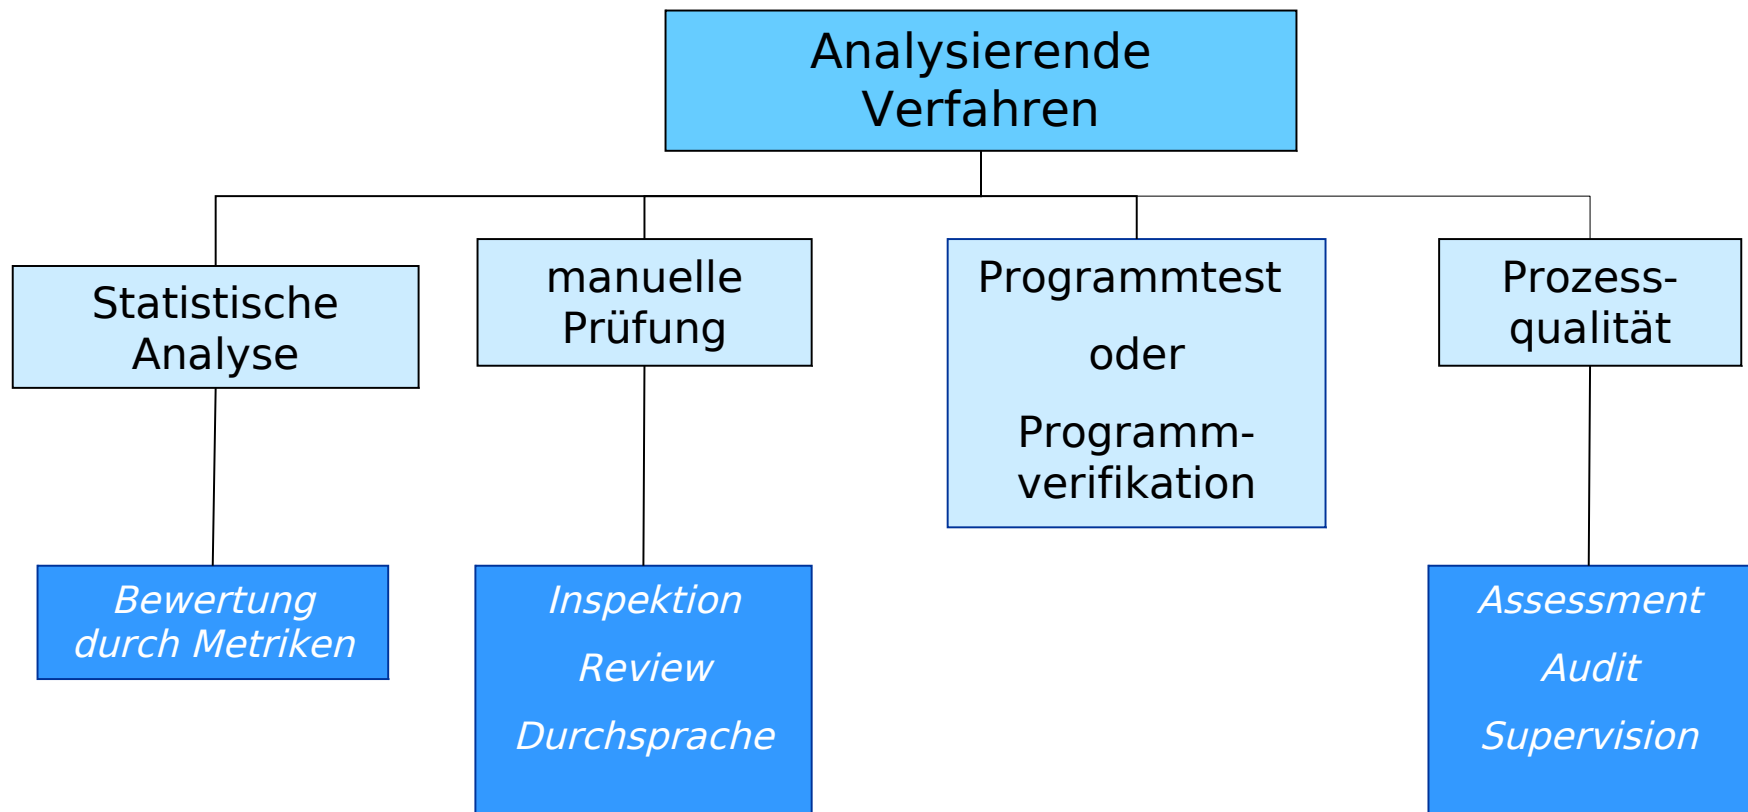 Analysierende
Verfahren
Statistische
Analyse
manuelle
Prüfung
Programmtest
oder
Programm-
verifikation
Prozess-
qualität
Bewertung
durch Metriken
Inspektion
Review
Durchsprache
Assessment
Audit
Supervision